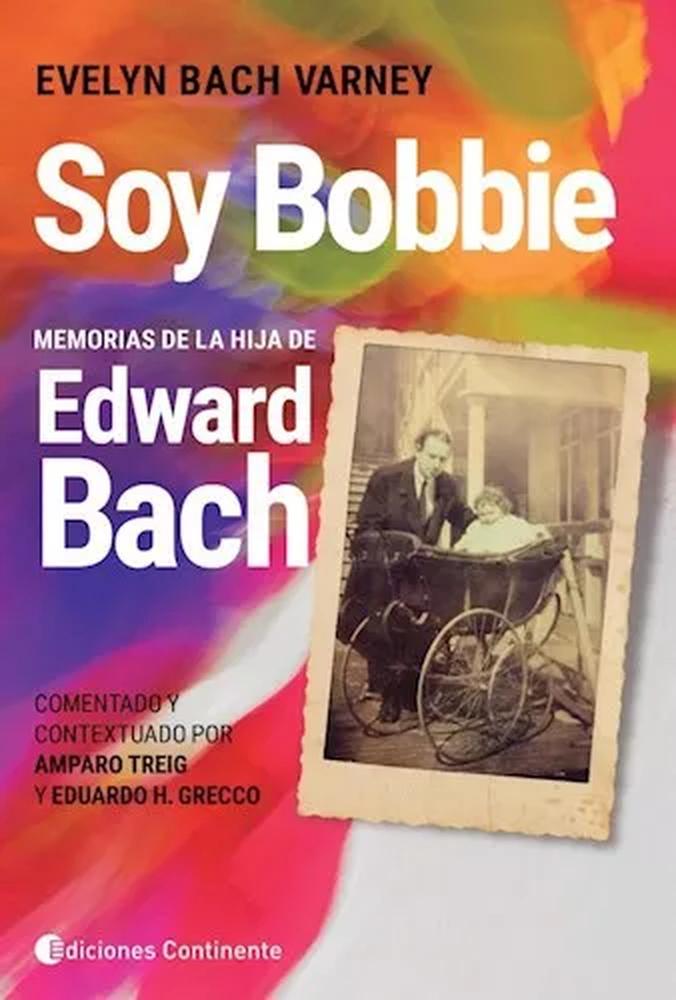 EVELYN BACH VARNEY
Soy Bobbie
MEMORIAS DE LA HIJA DE
Edward
Bach
COMENTADO Y
CONTEXTUADO POR
AMPARO TREIG
Y EDUARDO H. GRECCO
Ediciones Continente